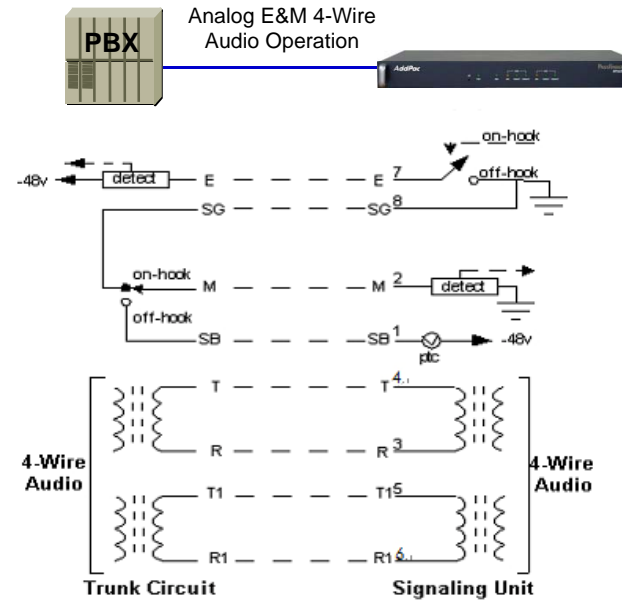 Analog E&M 4-Wire
Audio Operation
PBX
AddPac
on-hook
-48v detect E E 7 off-hook
SG SG 8
on-hook M M 2 detect
off-hook
SB SB 1 -48v
ptc
T T 4
4-Wire
Audio
R R 3
4-Wire
Audio
T1 T1 5
R1 R1 6
Trunk Circuit Signaling Unit